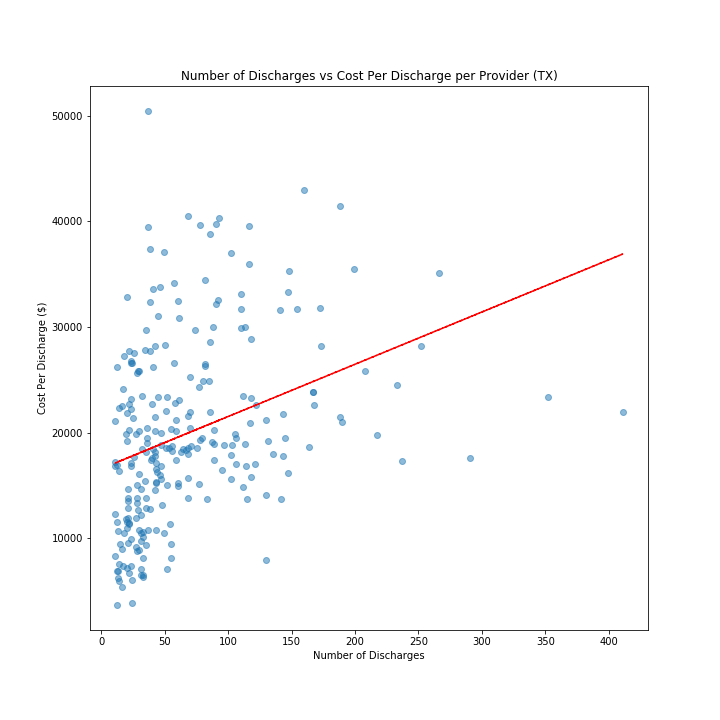 Number of Discharges vs Cost Per Discharge per Provider (TX)
Cost Per Discharge ($)
50000
40000
30000
20000
10000
0 50 100 150 200 250 300 350 400
Number of Discharges